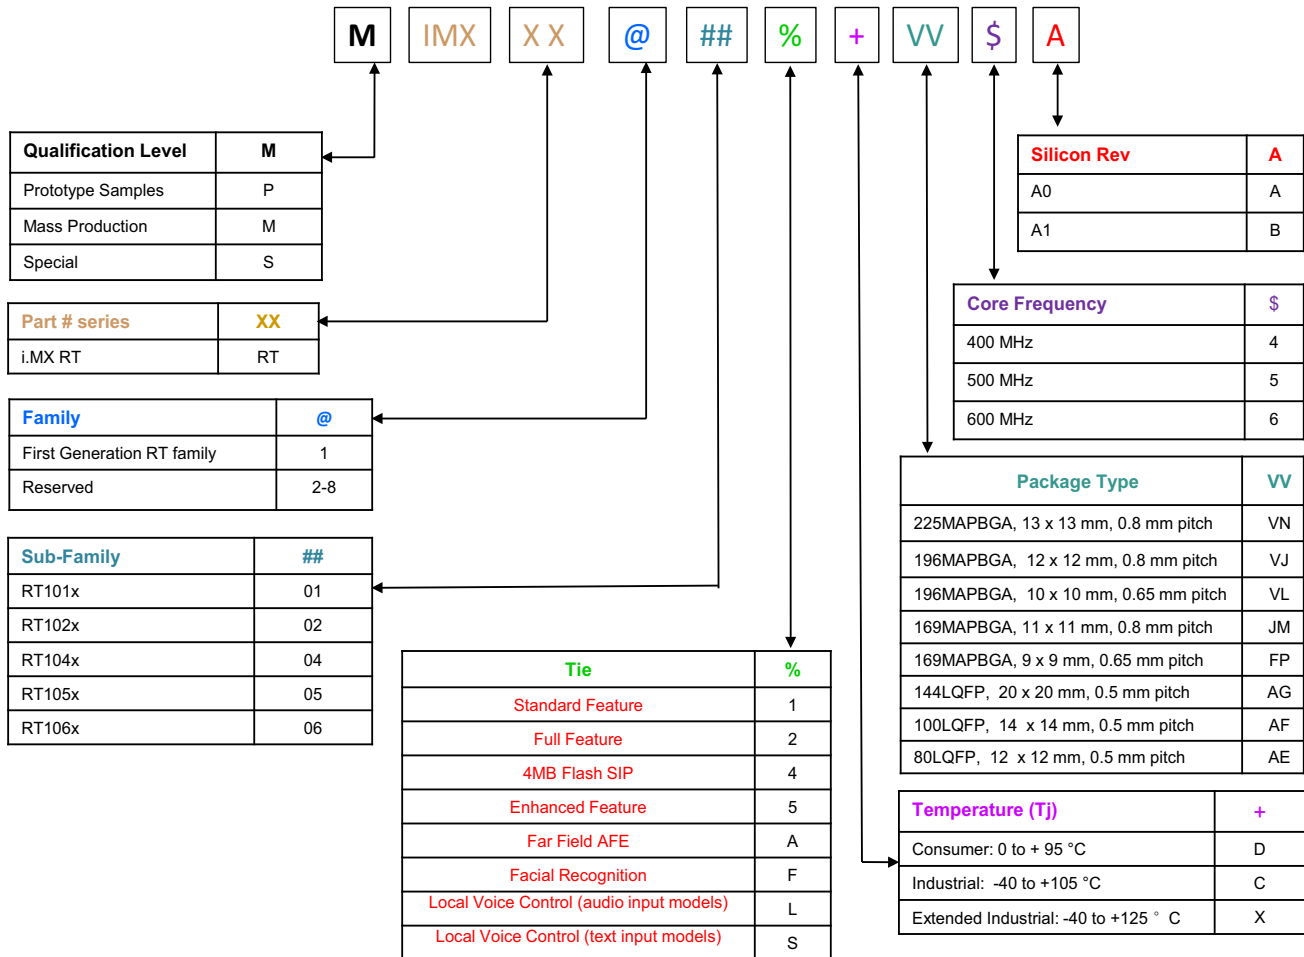 M IMX X X @ ## % + VV $ A
Qualification Level M
Prototype Samples P
Mass Production M
Special S
Part # series XX
i.MX RT RT
Family @
First Generation RT family 1
Reserved 2-8
Sub-Family ##
RT101x 01
RT102x 02
RT104x 04
RT105x 05
RT106x 06
Tie %
Standard Feature 1
Full Feature 2
4MB Flash SIP 4
Enhanced Feature 5
Far Field AFE A
Facial Recognition F
Local Voice Control (audio input models) L
Local Voice Control (text input models) S
Silicon Rev A
A0 A
A1 B
Core Frequency $
400 MHz 4
500 MHz 5
600 MHz 6
Package Type VV
225MAPBGA, 13 x 13 mm, 0.8 mm pitch VN
196MAPBGA, 12 x 12 mm, 0.8 mm pitch VJ
196MAPBGA, 10 x 10 mm, 0.65 mm pitch VL
169MAPBGA, 11 x 11 mm, 0.8 mm pitch JM
169MAPBGA, 9 x 9 mm, 0.65 mm pitch FP
144LQFP, 20 x 20 mm, 0.5 mm pitch AG
100LQFP, 14 x 14 mm, 0.5 mm pitch AF
80LQFP, 12 x 12 mm, 0.5 mm pitch AE
Temperature (Tj) +
Consumer: 0 to + 95 °C D
Industrial: -40 to +105 °C C
Extended Industrial: -40 to +125 ° C X